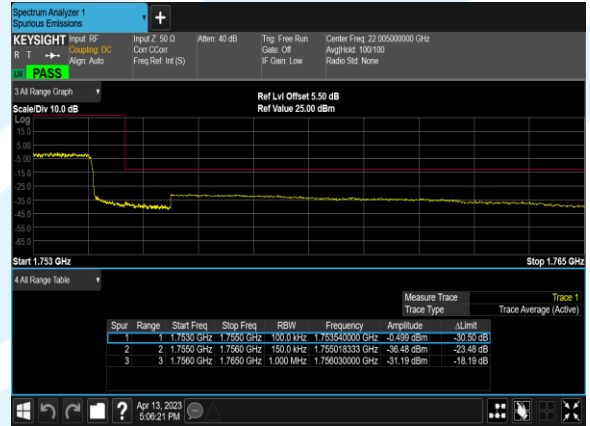 Spectrum Analyzer 1
Spurious Emissions
KEYSIGHT Input: RF Input Z: 50 Ω Atten: 40 dB Trig: Free Run Center Freq: 22.005000000 GHz
R T Coupling: DC Corr CCorr Gate: Off Avg|Hold: 100/100
Align: Auto Freq Ref: Int (S) IF Gain: Low Radio Std: None
PASS
3 All Range Graph
Ref Lvl Offset 5.50 dB
Scale/Div 10.0 dB Ref Value 25.00 dBm
Log
15.0
5.00
-5.00
-15.0
-25.0
-35.0
-45.0
-55.0
-65.0
Start 1.753 GHz Stop 1.765 GHz
4 All Range Table
Measure Trace Trace 1
Trace Type Trace Average (Active)
Spur Range Start Freq Stop Freq RBW Frequency Amplitude ΔLimit
1 1 1.7530 GHz 1.7550 GHz 100.0 kHz 1.753540000 GHz -0.499 dBm -30.50 dB
2 2 1.7550 GHz 1.7560 GHz 150.0 kHz 1.755018333 GHz -36.48 dBm -23.48 dB
3 3 1.7560 GHz 1.7650 GHz 1.000 MHz 1.756030000 GHz -31.19 dBm -18.19 dB
? Apr 13, 2023
5:06:21 PM